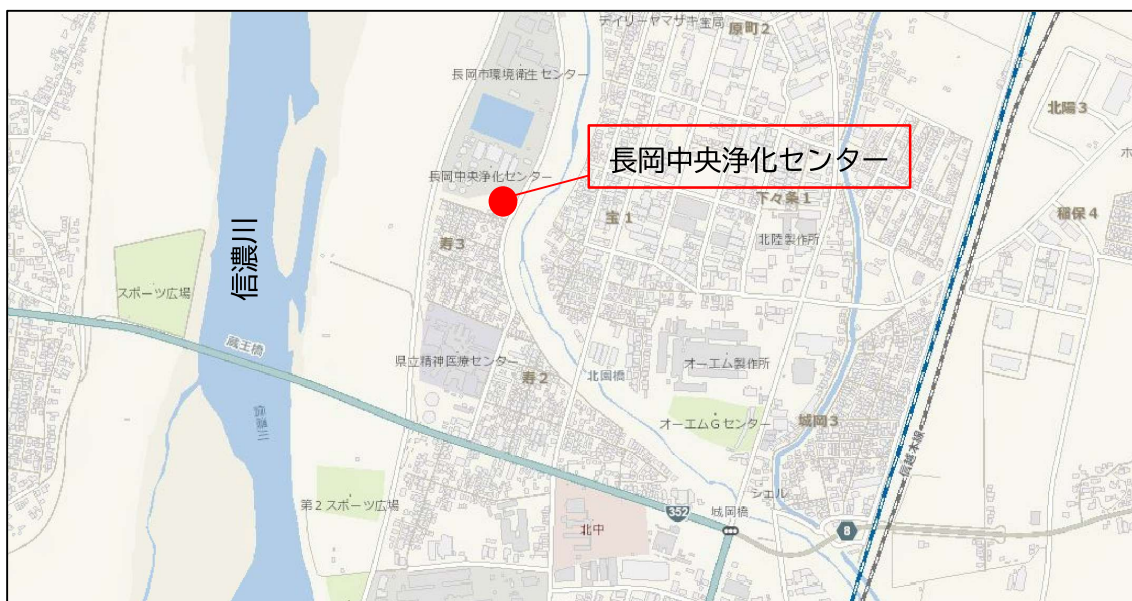 デイリーヤマザキ宝局
原町2
長岡市環境衛生センター
北陽3
ホ
長岡中央浄化センター
長岡中央浄化センター
下々条1
宝1
稲保4
北陸製作所
寿3
信濃川
スポーツ広場
蔵王橋
県立精神医療センター
寿2
北園橋
オーエム製作所
信濃川
オーエムGセンター
城岡3
信越本線
第2スポーツ広場
シェル
352
城岡橋
北中
8